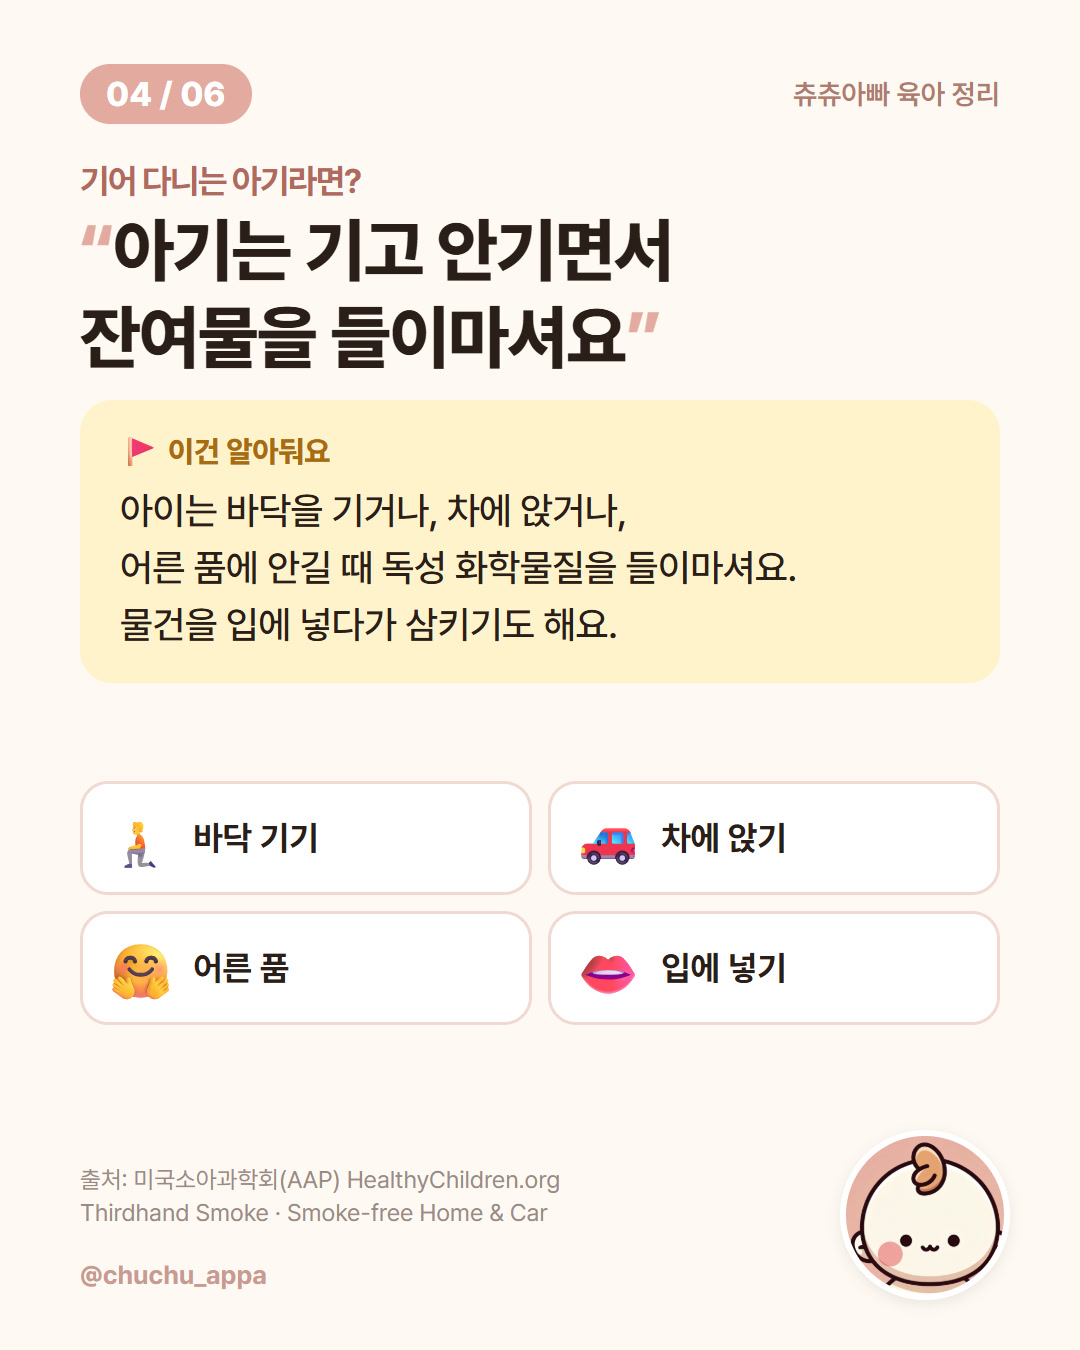 04 / 06
츄츄아빠 육아 정리
기어 다니는 아기라면?
“아기는 기고 안기면서
잔여물을 들이마셔요”
이건 알아둬요
아이는 바닥을 기거나, 차에 앉거나,
어른 품에 안길 때 독성 화학물질을 들이마셔요.
물건을 입에 넣다가 삼키기도 해요.
바닥 기기
차에 앉기
어른 품
입에 넣기
출처: 미국소아과학회(AAP) HealthyChildren.org
Thirdhand Smoke · Smoke-free Home & Car
@chuchu_appa